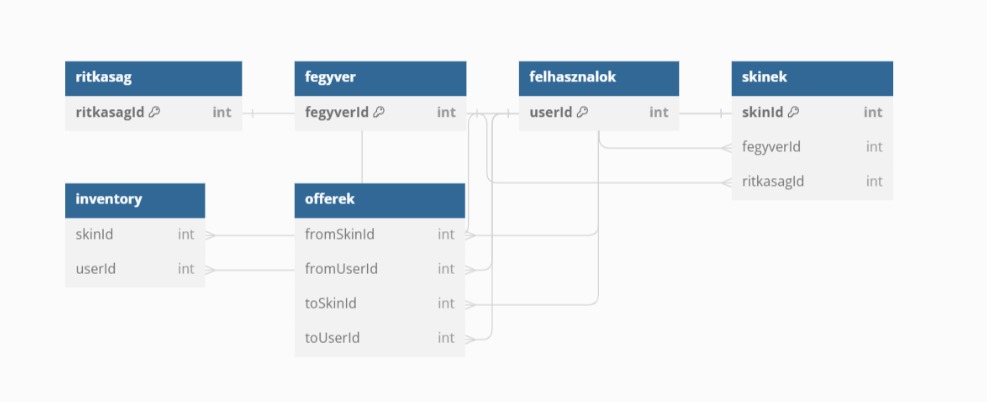 ritkasag
ritkasagId int
fegyver
fegyverId int
felhasznalok
userId int
skinek
skinId int
fegyverId int
ritkasagId int
inventory
skinId int
userId int
offerek
fromSkinId int
fromUserId int
toSkinId int
toUserId int